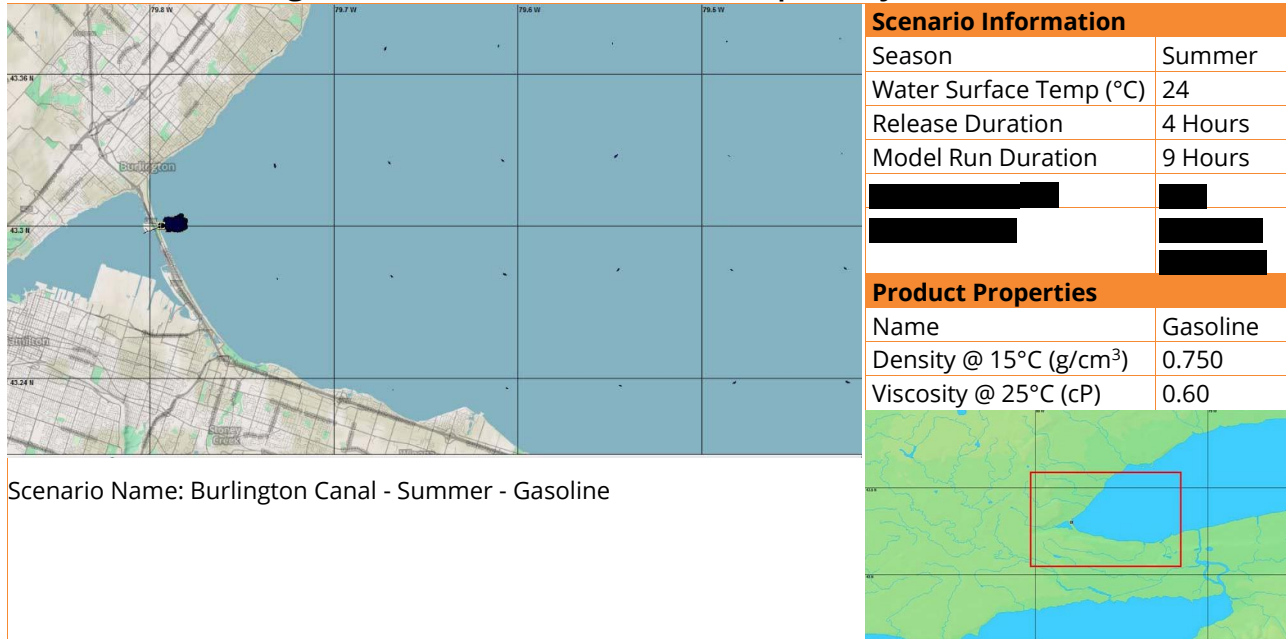 79.8 W
79.7 W
79.6 W
79.5 W
43.36 N
Burlington
43.3 N
43.24 N
Stoney
Creek
Scenario Name: Burlington Canal - Summer - Gasoline
Scenario Information
Season Summer
Water Surface Temp (°C) 24
Release Duration 4 Hours
Model Run Duration 9 Hours
Product Properties
Name Gasoline
Density @ 15°C (g/cm³) 0.750
Viscosity @ 25°C (cP) 0.60